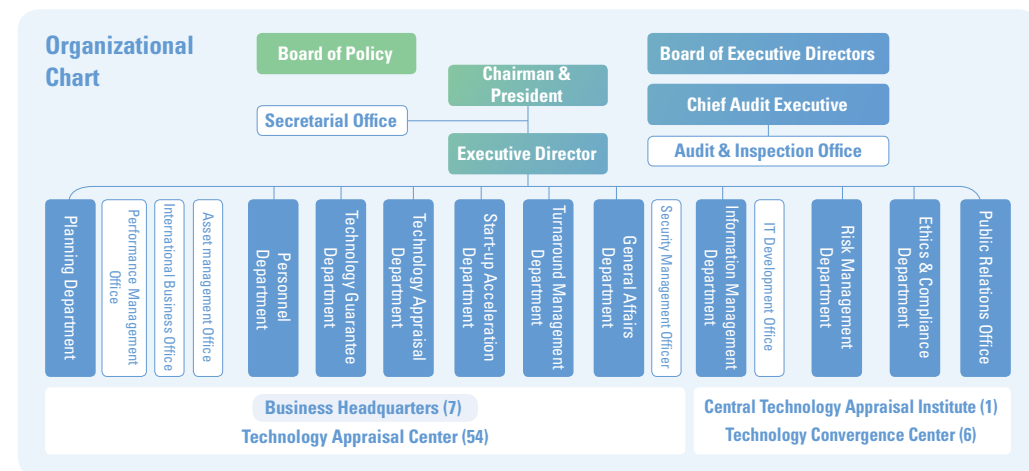 Organizational
Chart
Board of Policy
Board of Executive Directors
Chairman &
President
Chief Audit Executive
Secretarial Office
Executive Director
Audit & Inspection Office
Planning Department
Performance Management
Office
International Business Office
Asset management Office
Personnel
Department
Technology Guarantee
Department
Technology Appraisal
Department
Start-up Acceleration
Department
Turnaround Management
Department
General Affairs
Department
Security Management Officer
Information Management
Department
IT Development Office
Risk Management
Department
Ethics & Compliance
Department
Public Relations Office
Business Headquarters (7)
Technology Appraisal Center (54)
Central Technology Appraisal Institute (1)
Technology Convergence Center (6)